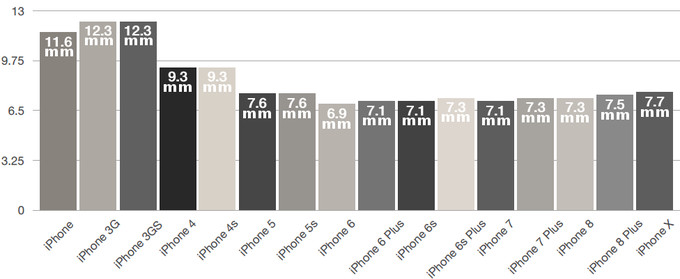 13
9.75
6.5
3.25
0
11.6
mm
12.3
mm
12.3
mm
9.3
mm
9.3
mm
7.6
mm
7.6
mm
6.9
mm
7.1
mm
7.1
mm
7.3
mm
7.1
mm
7.3
mm
7.3
mm
7.5
mm
7.7
mm
iPhone
iPhone 3G
iPhone 3GS
iPhone 4
iPhone 4s
iPhone 5
iPhone 5s
iPhone 6
iPhone 6 Plus
iPhone 6s
iPhone 6s Plus
iPhone 7
iPhone 7 Plus
iPhone 8
iPhone 8 Plus
iPhone X